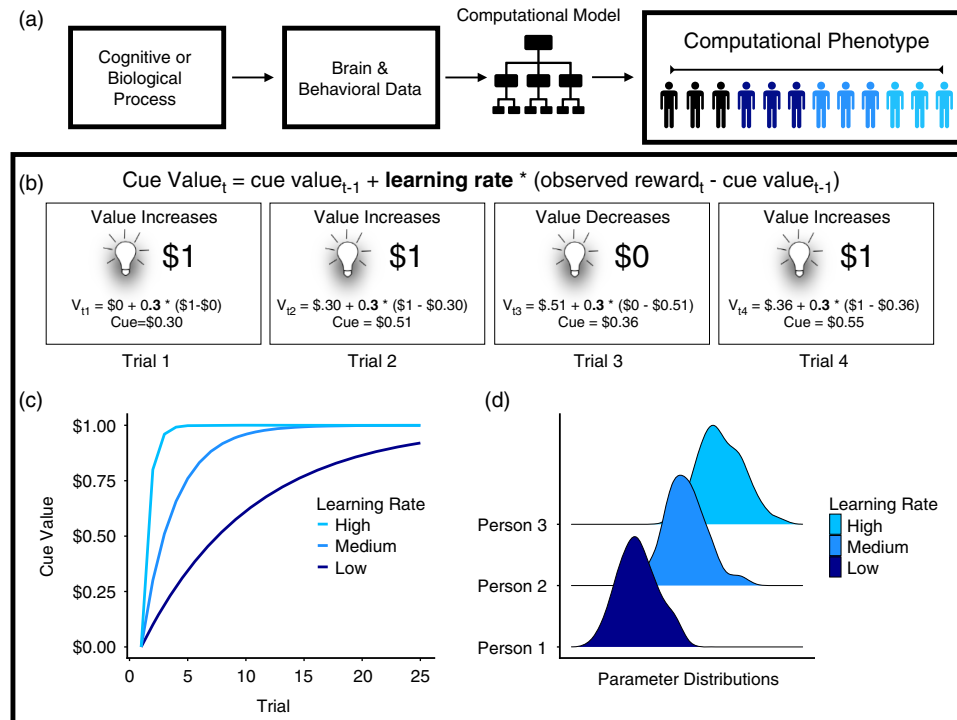 (a)
Cognitive or
Biological
Process
Brain &
Behavioral Data
Computational Model
Computational Phenotype
(b)
Cue Value_t = cue value_t-1 + learning rate * (observed reward_t - cue value_t-1)
Value Increases
$1
V_t1 = $0 + 0.3 * ($1-$0)
Cue=$0.30
Trial 1
Value Increases
$1
V_t2 = $.30 + 0.3 * ($1 - $0.30)
Cue = $0.51
Trial 2
Value Decreases
$0
V_t3 = $.51 + 0.3 * ($0 - $0.51)
Cue = $0.36
Trial 3
Value Increases
$1
V_t4 = $.36 + 0.3 * ($1 - $0.36)
Cue = $0.55
Trial 4
(c)
Cue Value
$1.00
$0.75
$0.50
$0.25
$0.00
0 5 10 15 20 25
Trial
Learning Rate
High
Medium
Low
(d)
Person 3
Person 2
Person 1
Parameter Distributions
Learning Rate
High
Medium
Low